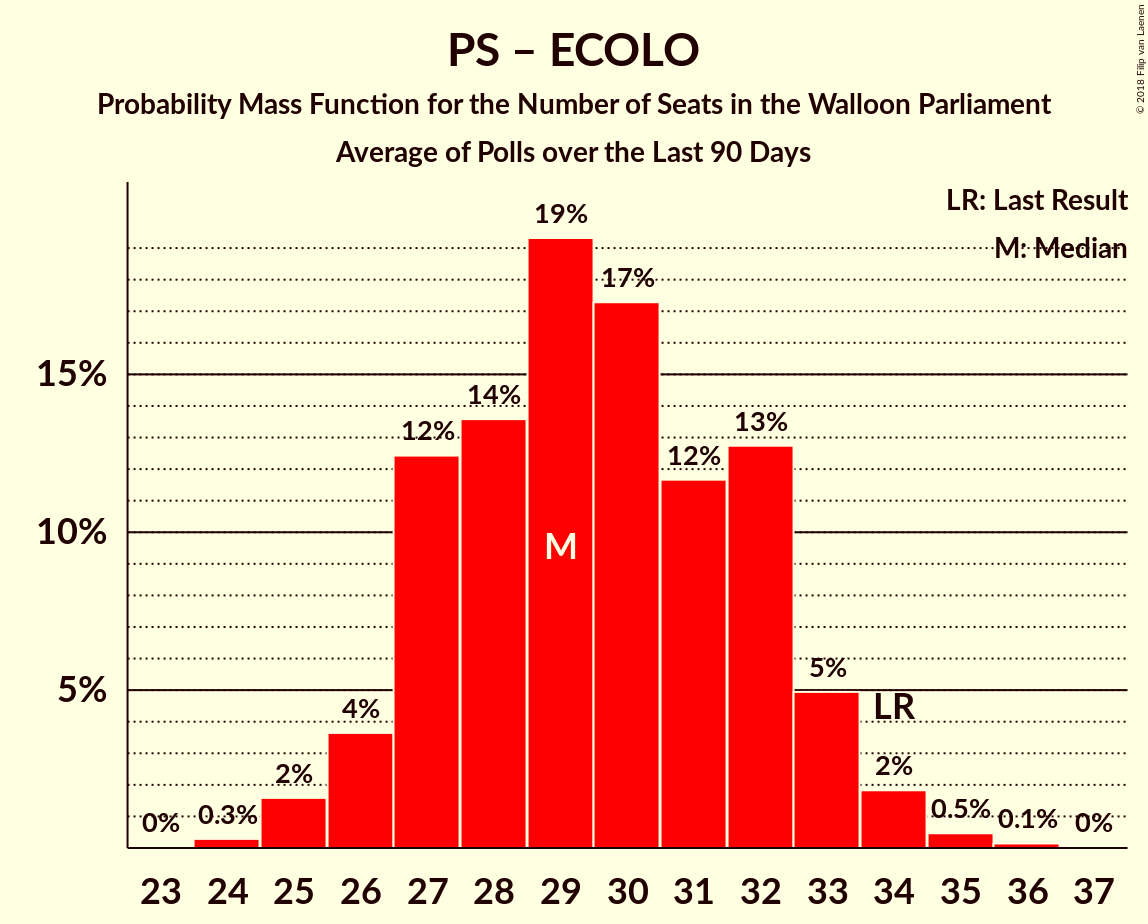 PS – ECOLO
Probability Mass Function for the Number of Seats in the Walloon Parliament
Average of Polls over the Last 90 Days
© 2018 Filip van Laenen
LR: Last Result
M: Median
15%
10%
5%
0%
0.3%
2%
4%
12%
14%
19%
17%
12%
13%
5%
2%
0.5%
0.1%
0%
M
LR
23 24 25 26 27 28 29 30 31 32 33 34 35 36 37